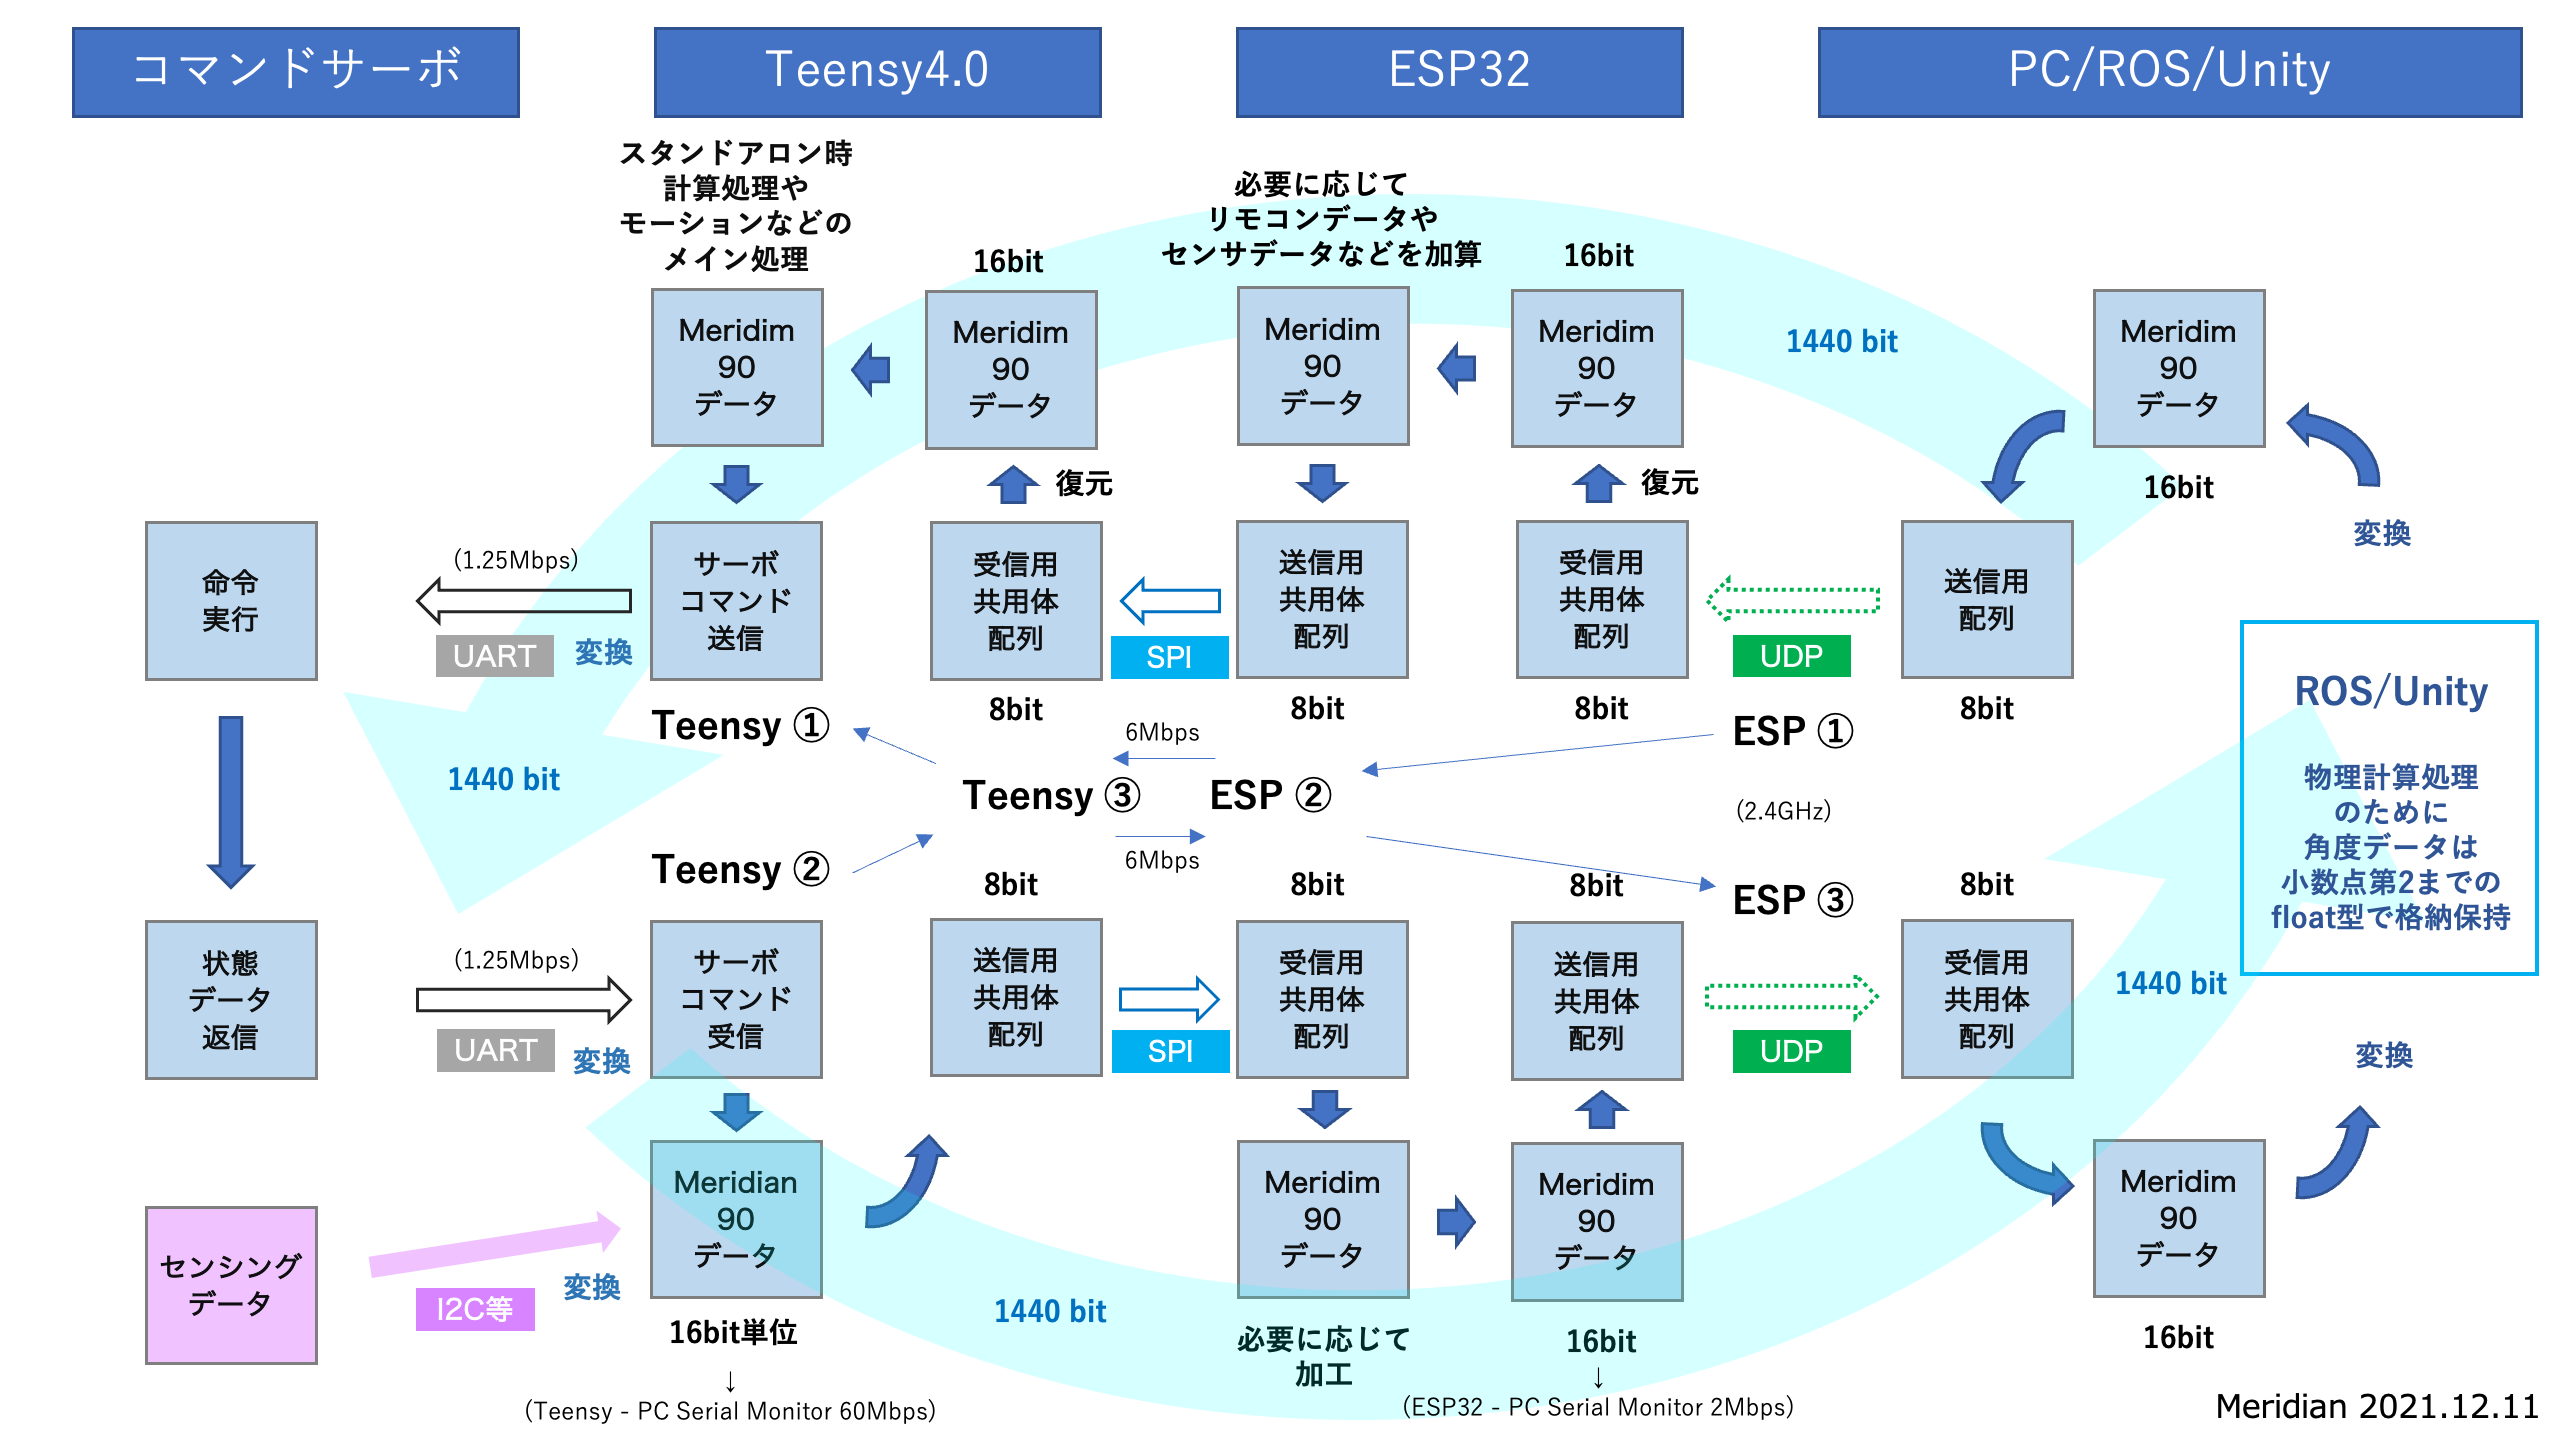 コマンドサーボ
Teensy4.0
ESP32
PC/ROS/Unity
スタンドアロン時
計算処理や
モーションなどの
メイン処理
16bit
必要に応じて
リモコンデータや
センサデータなどを加算
16bit
Meridim
90
データ
Meridim
90
データ
Meridim
90
データ
Meridim
90
データ
1440 bit
Meridim
90
データ
復元
復元
16bit
変換
命令
実行
(1.25Mbps)
UART
変換
サーボ
コマンド
送信
受信用
共用体
配列
SPI
送信用
共用体
配列
受信用
共用体
配列
UDP
送信用
配列
8bit
8bit
8bit
8bit
ROS/Unity
物理計算処理
のために
角度データは
小数点第2までの
float型で格納保持
Teensy ①
6Mbps
ESP ①
1440 bit
Teensy ③
ESP ②
(2.4GHz)
6Mbps
Teensy ②
ESP ③
8bit
8bit
8bit
8bit
状態
データ
返信
(1.25Mbps)
UART
変換
サーボ
コマンド
受信
送信用
共用体
配列
SPI
受信用
共用体
配列
送信用
共用体
配列
UDP
受信用
共用体
配列
1440 bit
変換
センシング
データ
I2C等
変換
Meridian
90
データ
1440 bit
Meridim
90
データ
Meridim
90
データ
Meridim
90
データ
16bit単位
↓
(Teensy - PC Serial Monitor 60Mbps)
必要に応じて
加工
16bit
↓
(ESP32 - PC Serial Monitor 2Mbps)
16bit
Meridian 2021.12.11